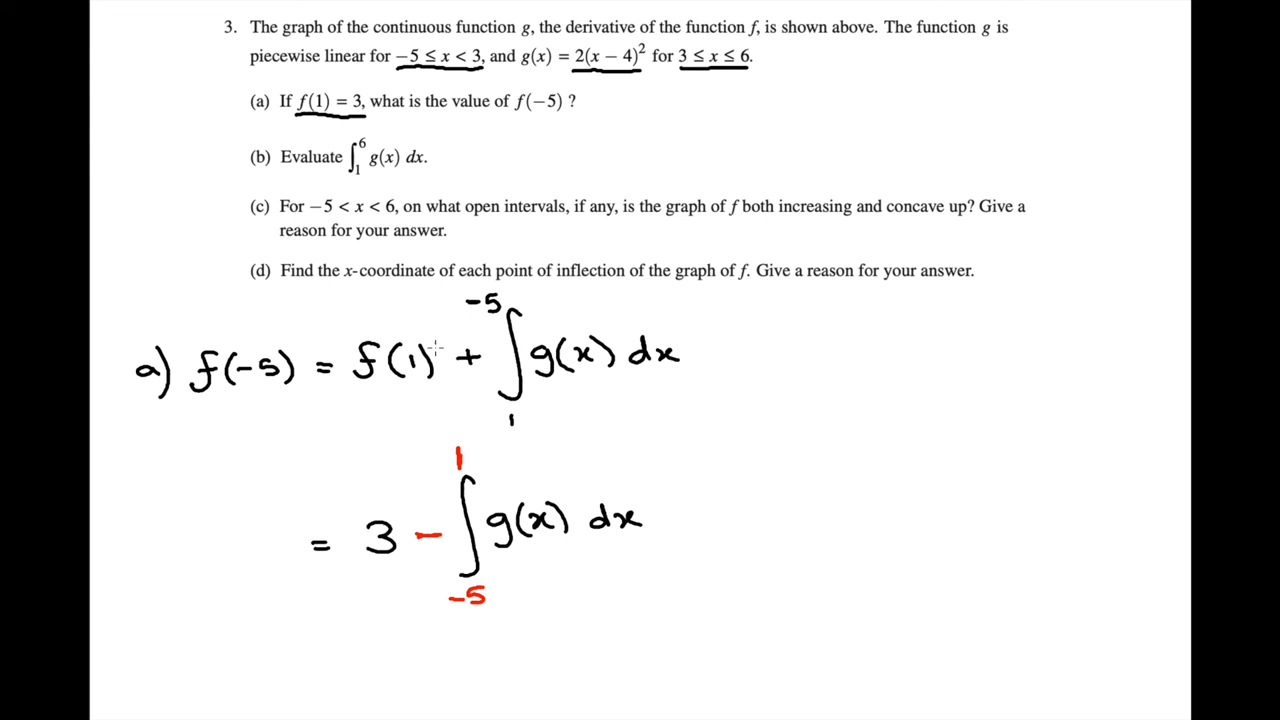 3. The graph of the continuous function g, the derivative of the function f, is shown above. The function g is
piecewise linear for −5 ≤ x < 3, and g(x) = 2(x − 4)² for 3 ≤ x ≤ 6.
(a) If f(1) = 3, what is the value of f(−5) ?
(b) Evaluate ∫₁⁶ g(x) dx.
(c) For −5 < x < 6, on what open intervals, if any, is the graph of f both increasing and concave up? Give a
reason for your answer.
(d) Find the x-coordinate of each point of inflection of the graph of f. Give a reason for your answer.
a) f(-5) = f(1) + ∫₁⁻⁵ g(x) dx
= 3 - ∫₋₅¹ g(x) dx